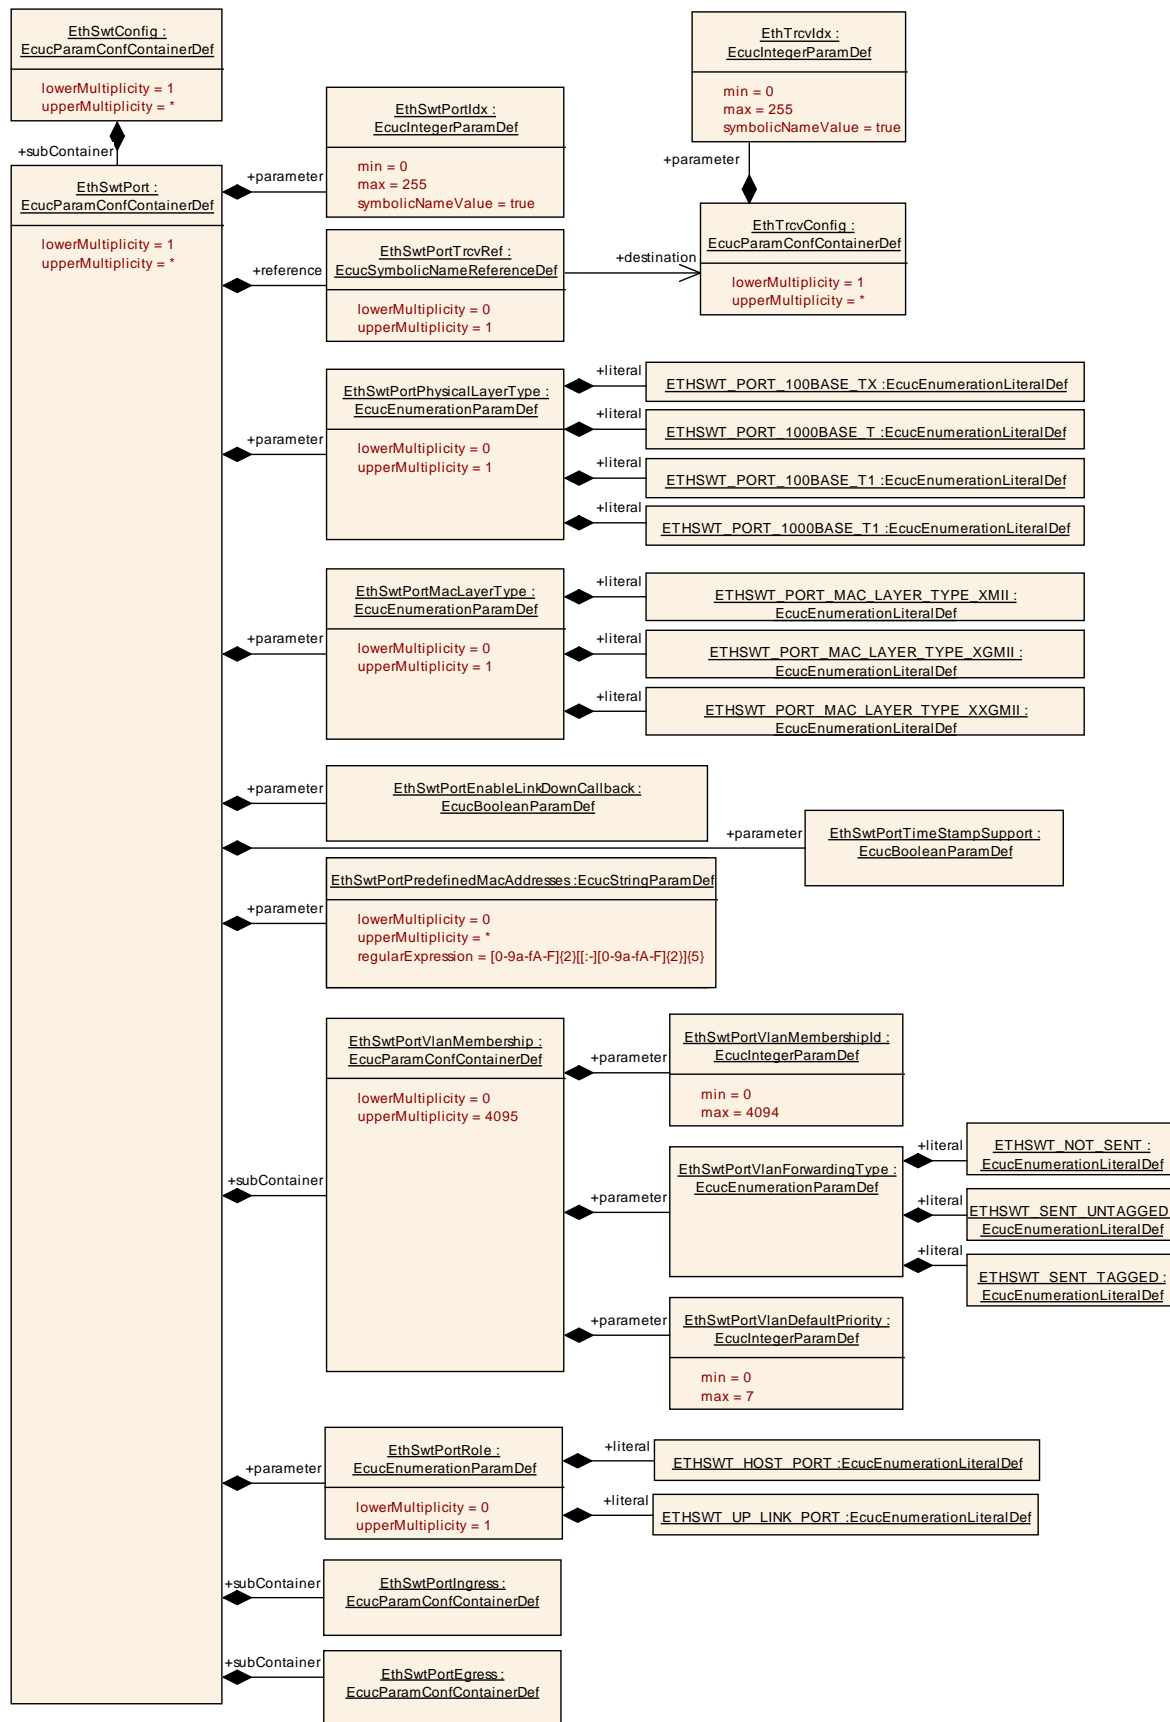 EthSwtConfig :
EcucParamConfContainerDef
lowerMultiplicity = 1
upperMultiplicity = *
+subContainer
EthSwtPort :
EcucParamConfContainerDef
lowerMultiplicity = 1
upperMultiplicity = *
+parameter
EthSwtPortIdx :
EcucIntegerParamDef
min = 0
max = 255
symbolicNameValue = true
EthTrcvIdx :
EcucIntegerParamDef
min = 0
max = 255
symbolicNameValue = true
+parameter
EthTrcvConfig :
EcucParamConfContainerDef
lowerMultiplicity = 1
upperMultiplicity = *
+reference
EthSwtPortTrcvRef :
EcucSymbolicNameReferenceDef
lowerMultiplicity = 0
upperMultiplicity = 1
+destination
+parameter
EthSwtPortPhysicalLayerType :
EcucEnumerationParamDef
lowerMultiplicity = 0
upperMultiplicity = 1
+literal
ETHSWT_PORT_100BASE_TX :EcucEnumerationLiteralDef
+literal
ETHSWT_PORT_1000BASE_T :EcucEnumerationLiteralDef
+literal
ETHSWT_PORT_100BASE_T1 :EcucEnumerationLiteralDef
+literal
ETHSWT_PORT_1000BASE_T1 :EcucEnumerationLiteralDef
+parameter
EthSwtPortMacLayerType :
EcucEnumerationParamDef
lowerMultiplicity = 0
upperMultiplicity = 1
+literal
ETHSWT_PORT_MAC_LAYER_TYPE_XMII :
EcucEnumerationLiteralDef
+literal
ETHSWT_PORT_MAC_LAYER_TYPE_XGMII :
EcucEnumerationLiteralDef
+literal
ETHSWT_PORT_MAC_LAYER_TYPE_XXGMII :
EcucEnumerationLiteralDef
+parameter
EthSwtPortEnableLinkDownCallback :
EcucBooleanParamDef
+parameter
EthSwtPortTimeStampSupport :
EcucBooleanParamDef
+parameter
EthSwtPortPredefinedMacAddresses :EcucStringParamDef
lowerMultiplicity = 0
upperMultiplicity = *
regularExpression = [0-9a-fA-F]{2}[[:-][0-9a-fA-F]{2}]{5}
+subContainer
EthSwtPortVlanMembership :
EcucParamConfContainerDef
lowerMultiplicity = 0
upperMultiplicity = 4095
+parameter
EthSwtPortVlanMembershipId :
EcucIntegerParamDef
min = 0
max = 4094
+parameter
EthSwtPortVlanForwardingType :
EcucEnumerationParamDef
+literal
ETHSWT_NOT_SENT :
EcucEnumerationLiteralDef
+literal
ETHSWT_SENT_UNTAGGED
EcucEnumerationLiteralDef
+literal
ETHSWT_SENT_TAGGED :
EcucEnumerationLiteralDef
+parameter
EthSwtPortVlanDefaultPriority :
EcucIntegerParamDef
min = 0
max = 7
+parameter
EthSwtPortRole :
EcucEnumerationParamDef
lowerMultiplicity = 0
upperMultiplicity = 1
+literal
ETHSWT_HOST_PORT :EcucEnumerationLiteralDef
+literal
ETHSWT_UP_LINK_PORT :EcucEnumerationLiteralDef
+subContainer
EthSwtPortIngress :
EcucParamConfContainerDef
+subContainer
EthSwtPortEgress :
EcucParamConfContainerDef